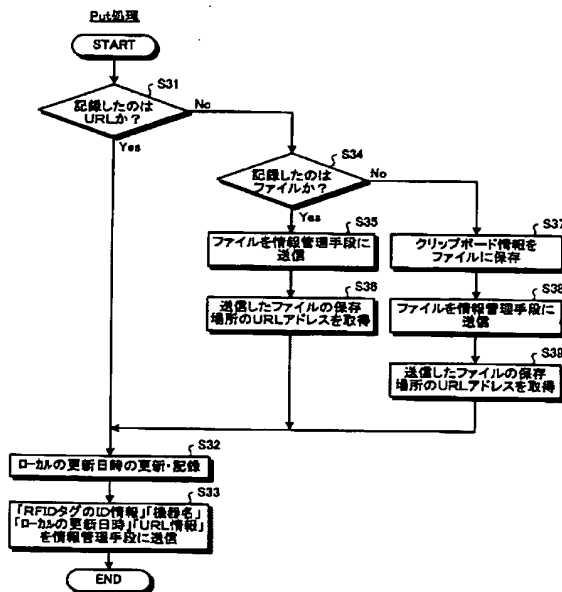 Put処理
START
S31
記録したのは
URLか？
No
Yes
S34
記録したのは
ファイルか？
No
Yes
S35
ファイルを情報管理手段に
送信
S36
送信したファイルの保存
場所のURLアドレスを取得
S37
クリップボード情報を
ファイルに保存
S38
ファイルを情報管理手段に
送信
S39
送信したファイルの保存
場所のURLアドレスを取得
S32
ローカルの更新日時の更新・記録
S33
「RFIDタグのID情報」「機器名」
「ローカルの更新日時」「URL情報」
を情報管理手段に送信
END